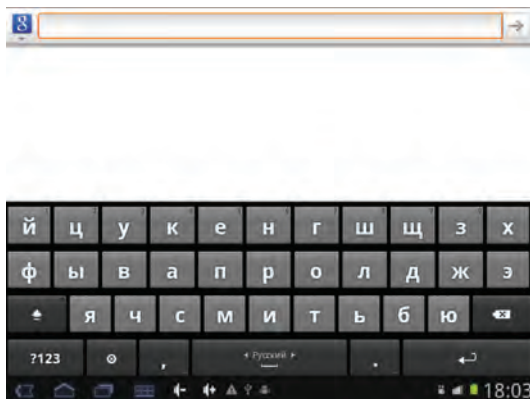 8
й ц у к е н г ш щ з х
ф ы в а п р о л д ж э
я ч с м и т ь б ю
?123 , Русский .
18:03